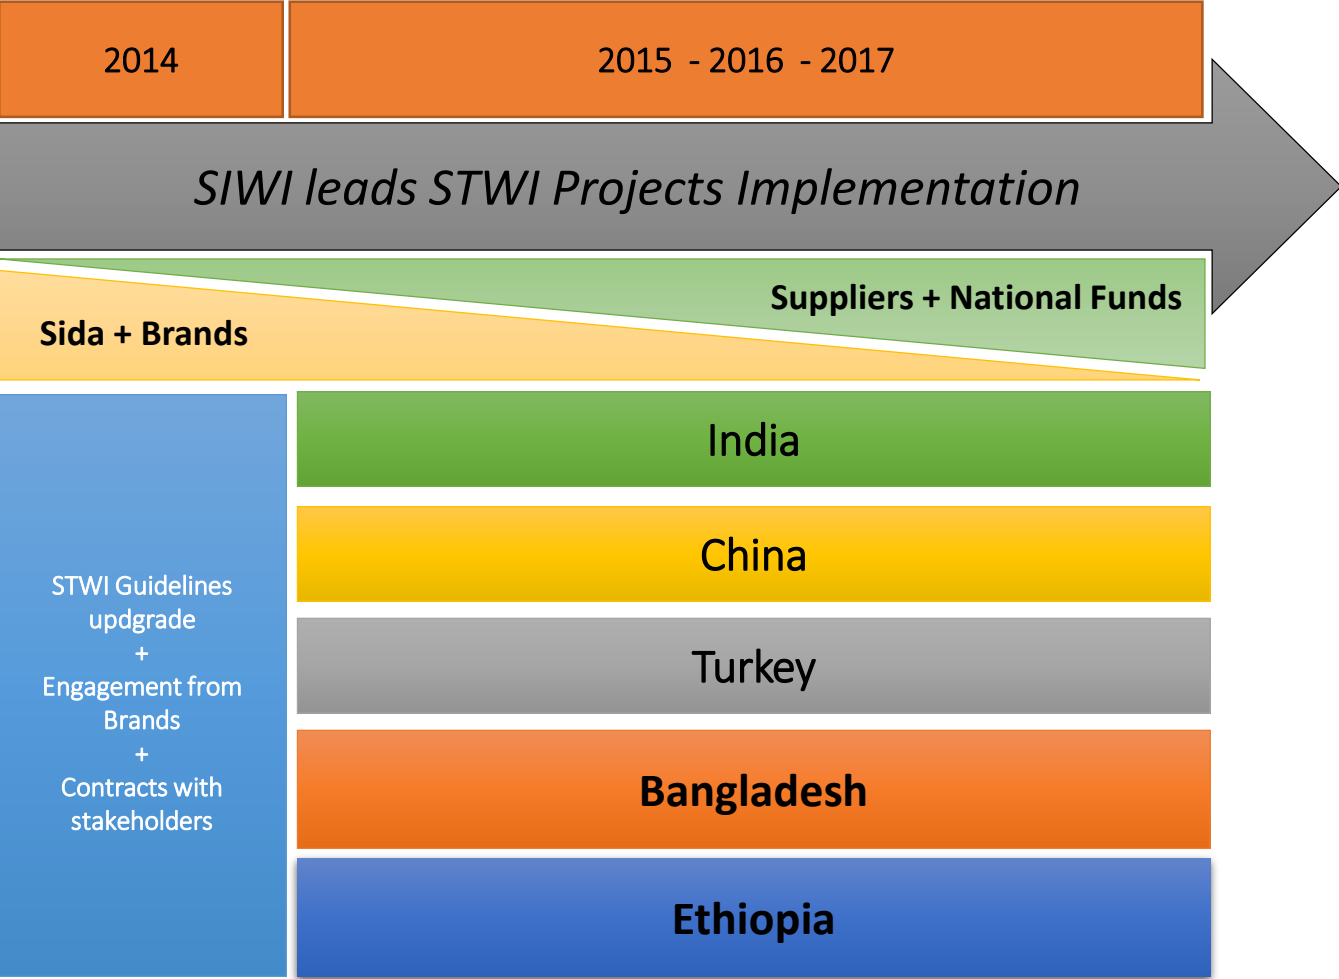 2014
2015 - 2016 - 2017
SIWI leads STWI Projects Implementation
Suppliers + National Funds
Sida + Brands
India
China
Turkey
Bangladesh
Ethiopia
STWI Guidelines
updgrade
+
Engagement from
Brands
+
Contracts with
stakeholders